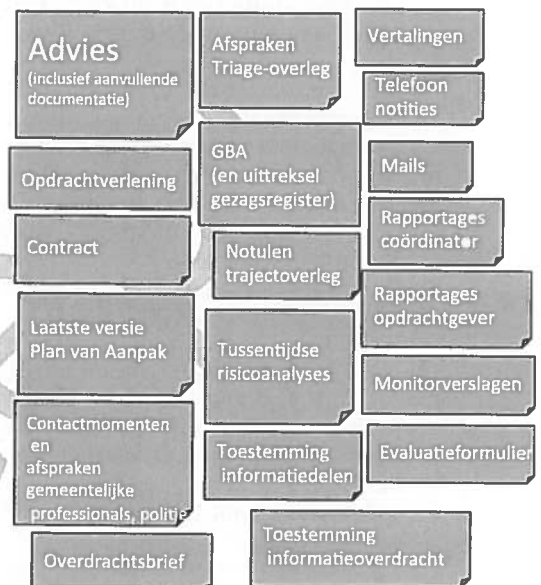 Advies
(inclusief aanvullende
documentatie)
Opdrachtverlening
Contract
Laatste versie
Plan van Aanpak
Contactmomenten
en
afspraken
gemeentelijke
professionals, politie
Overdrachtsbrief
Afspraken
Triage-overleg
GBA
(en uittreksel
gezagsregister)
Notulen
trajectoverleg
Tussentijdse
risicoanalyses
Toestemming
informatiedelen
Toestemming
informatieoverdracht
Vertalingen
Telefoon
notities
Mails
Rapportages
coördinator
Rapportages
opdrachtgever
Monitorverslagen
Evaluatieformulier